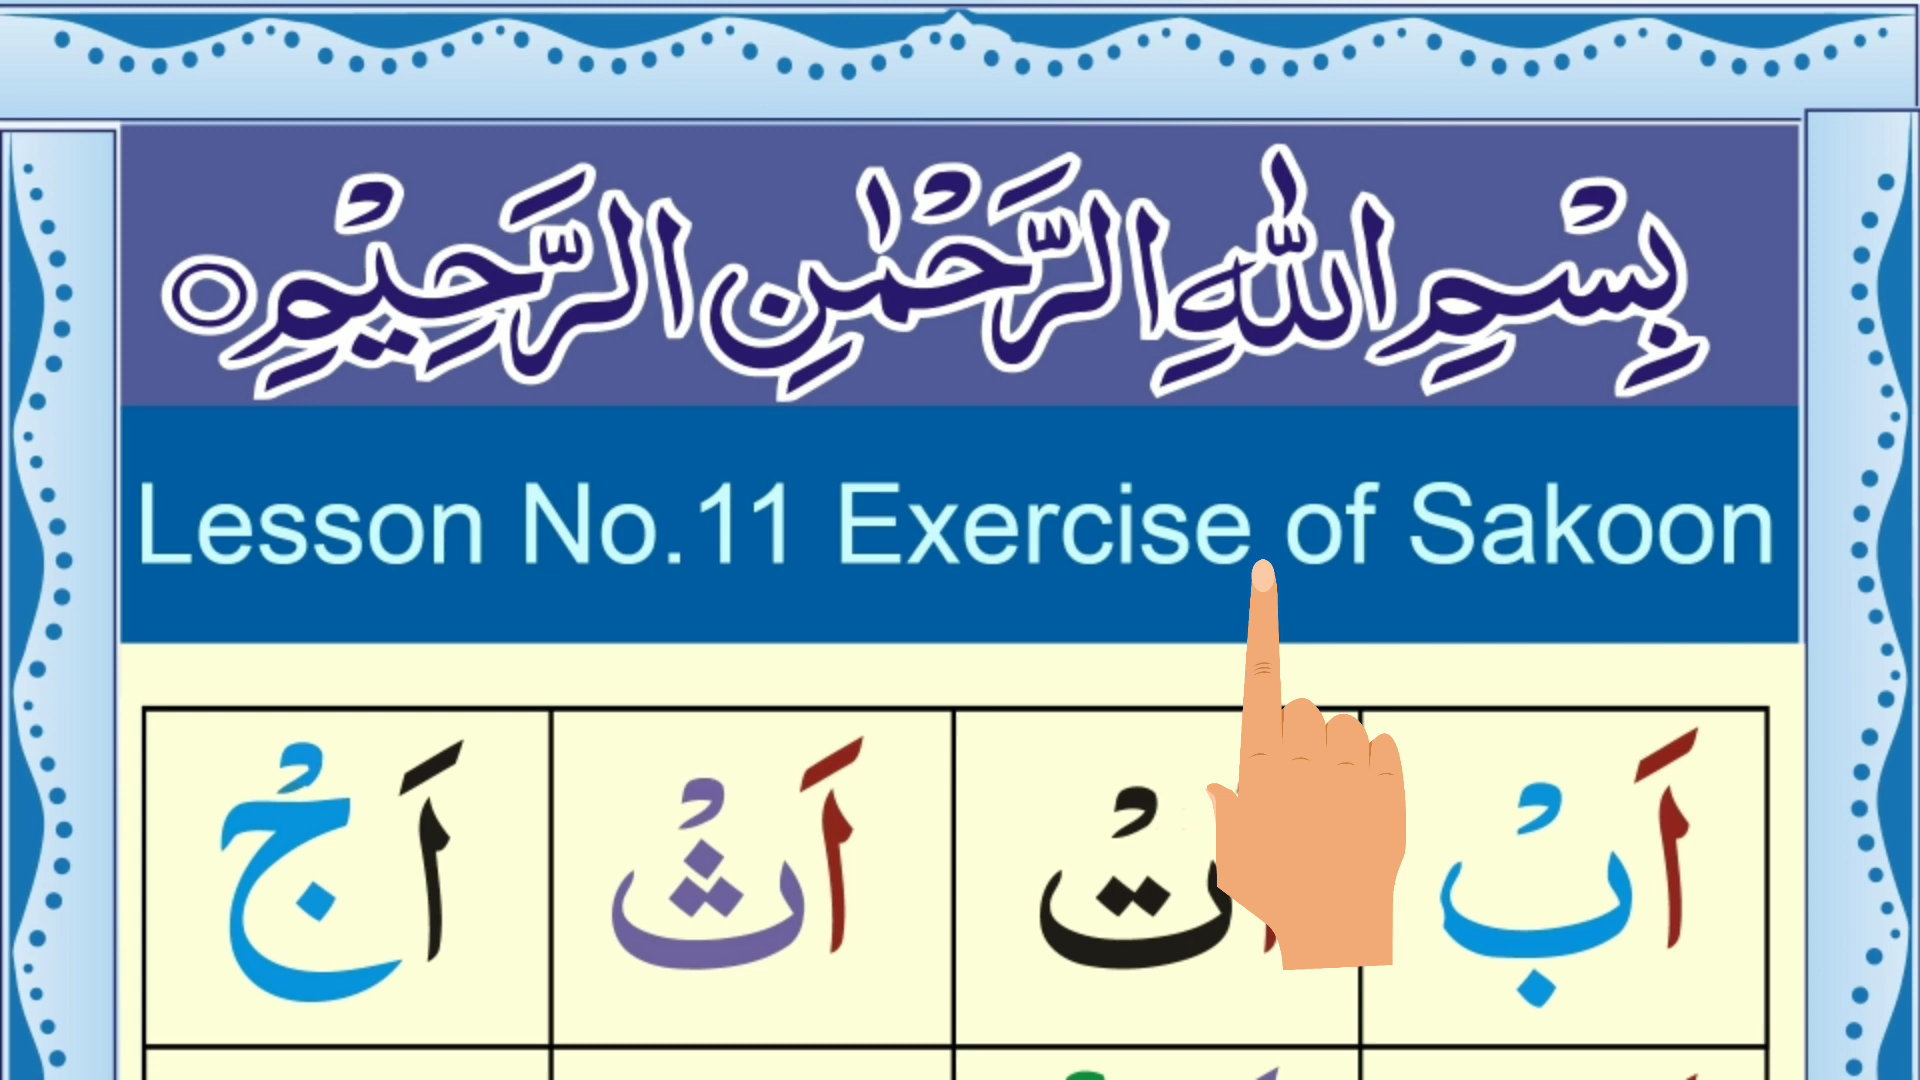 بِسْمِ اللّٰهِ الرَّحْمٰنِ الرَّحِیْمِ○
Lesson No.11 Exercise of Sakoon
اَبْ تْ اَثْ اَجْ